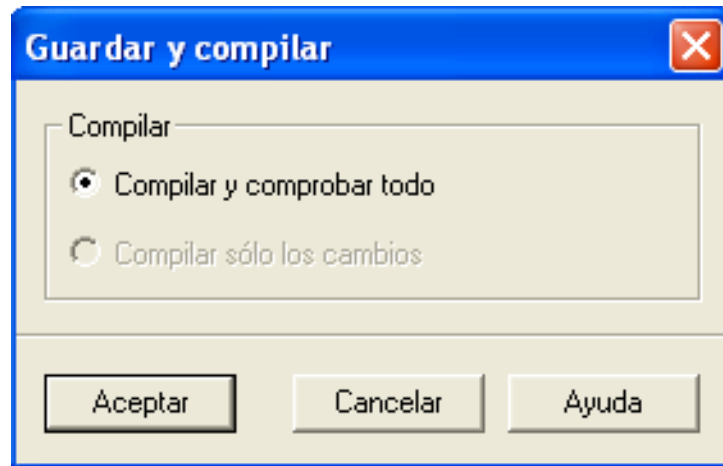 Guardar y compilar
Compilar
Compilar y comprobar todo
Compilar sólo los cambios
Aceptar Cancelar Ayuda